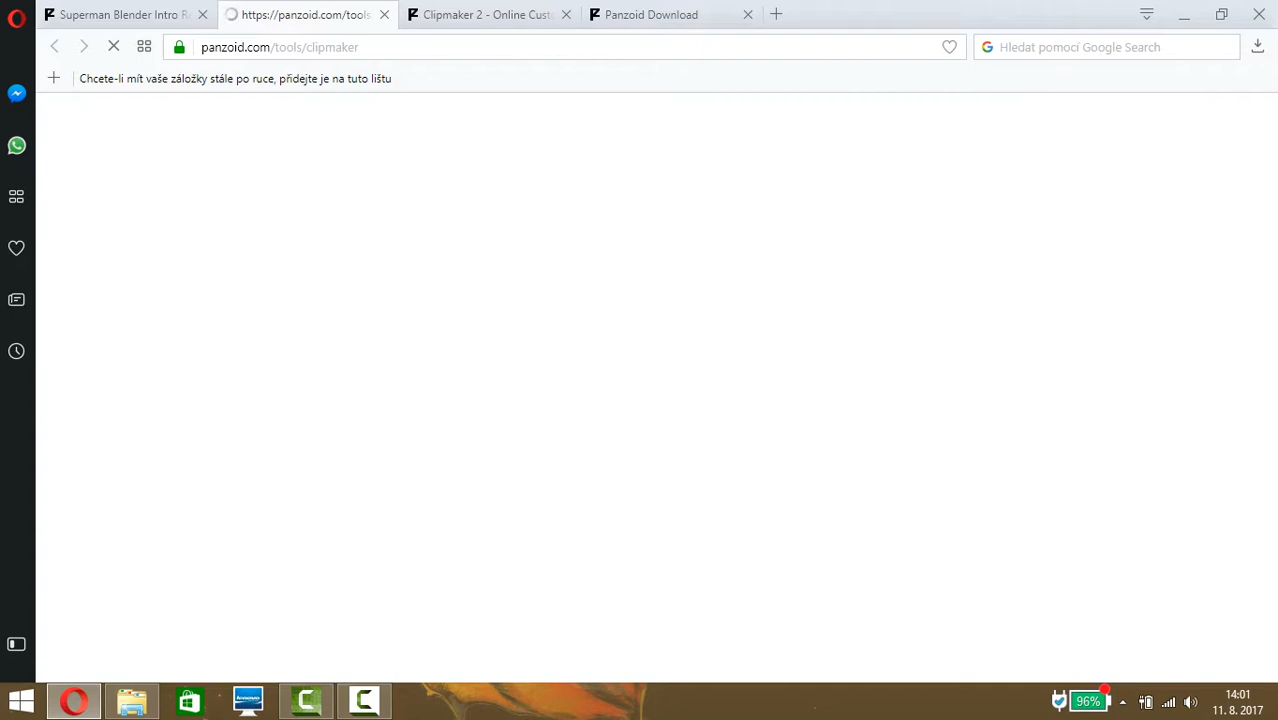 Superman Blender Intro R
https://panzoid.com/tools
Clipmaker 2 - Online Cust
Panzoid Download
panzoid.com/tools/clipmaker
Hledat pomocí Google Search
Chcete-li mít vaše záložky stále po ruce, přidejte je na tuto lištu
lenovo
96%
14:01
11. 8. 2017